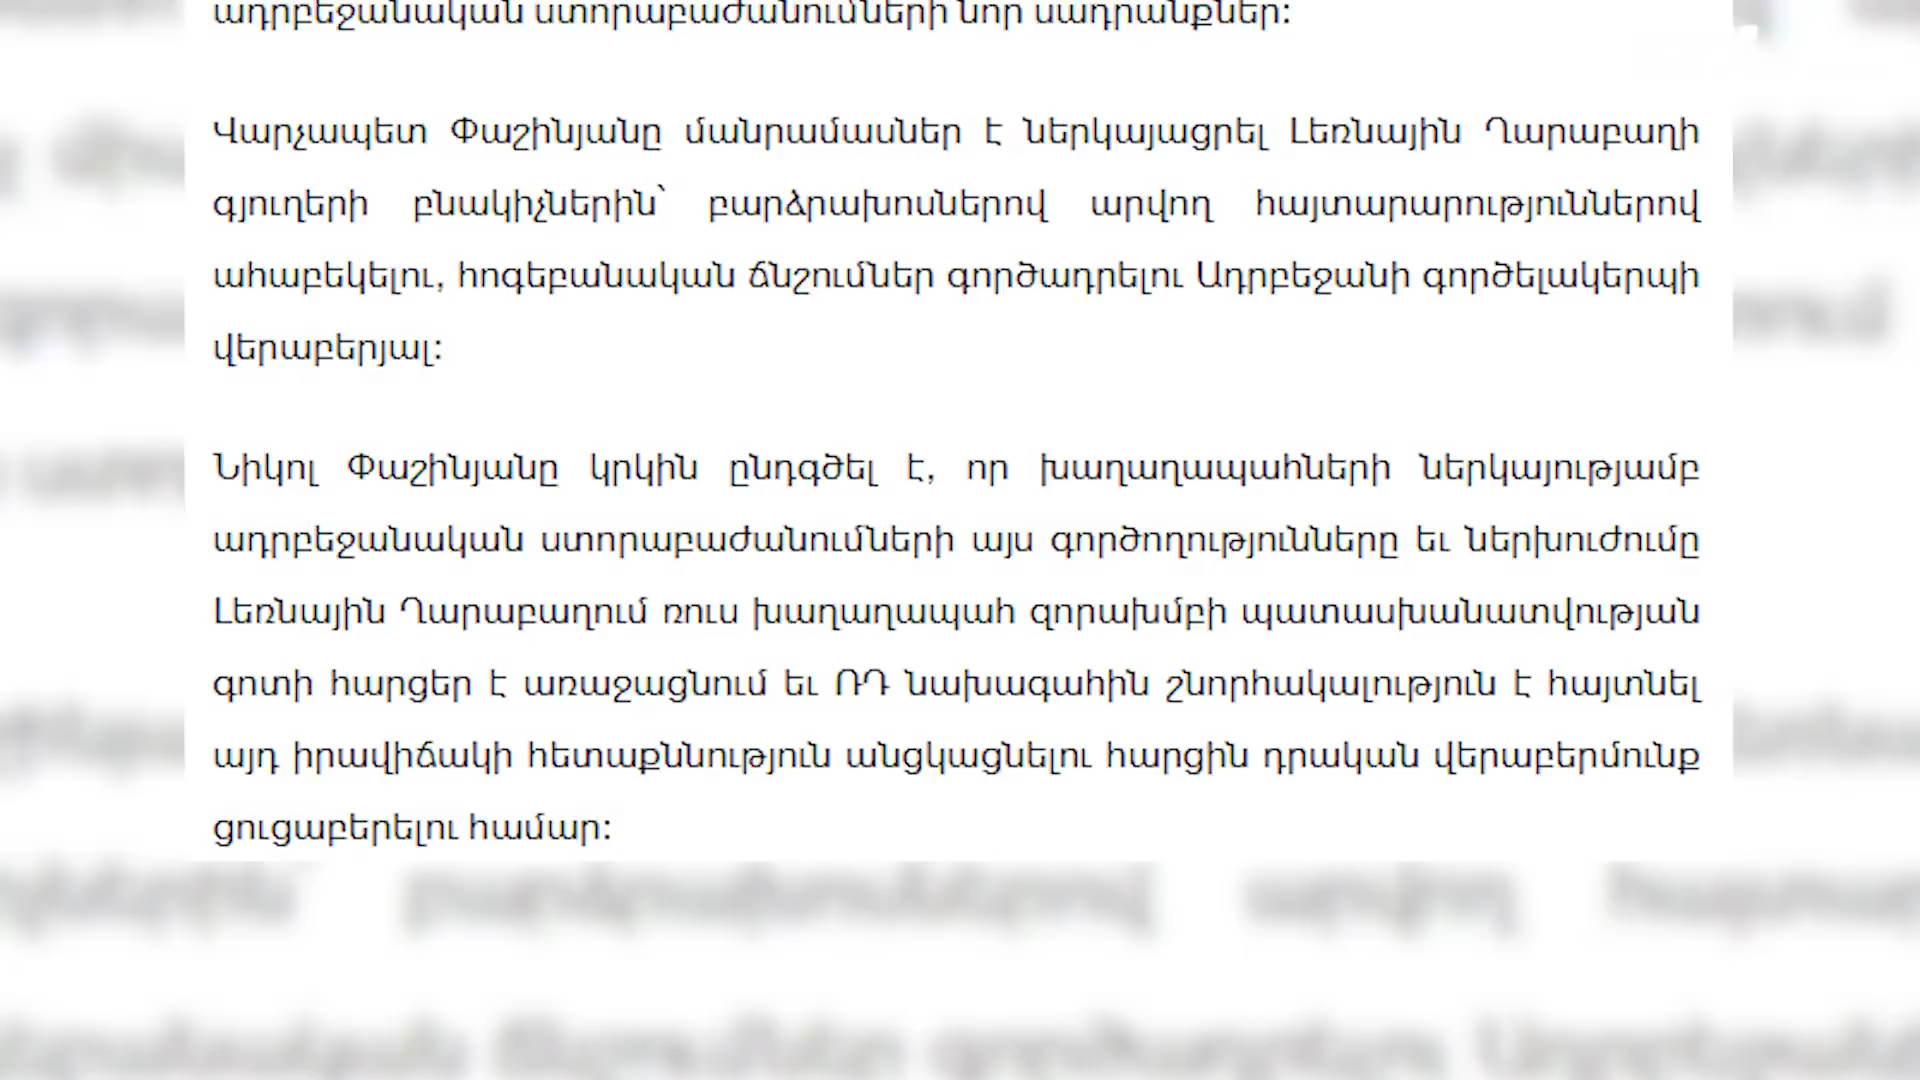 ադրբեջանական ստորաբաժանումների նոր սադրանքներ:
Վարչապետ Փաշինյանը մանրամասներ է ներկայացրել Լեռնային Ղարաբաղի
գյուղերի բնակիչներին՝ բարձրախոսներով արվող հայտարարություններով
ահաբեկելու, հոգեբանական ճնշումներ գործադրելու Ադրբեջանի գործելակերպի
վերաբերյալ:
Նիկոլ Փաշինյանը կրկին ընդգծել է, որ խաղաղապահների ներկայությամբ
ադրբեջանական ստորաբաժանումների այս գործողությունները եւ ներխուժումը
Լեռնային Ղարաբաղում ռուս խաղաղապահ զորախմբի պատասխանատվության
գոտի հարցեր է առաջացնում եւ ՌԴ նախագահին շնորհակալություն է հայտնել
այդ իրավիճակի հետաքննություն անցկացնելու հարցին դրական վերաբերմունք
ցուցաբերելու համար: